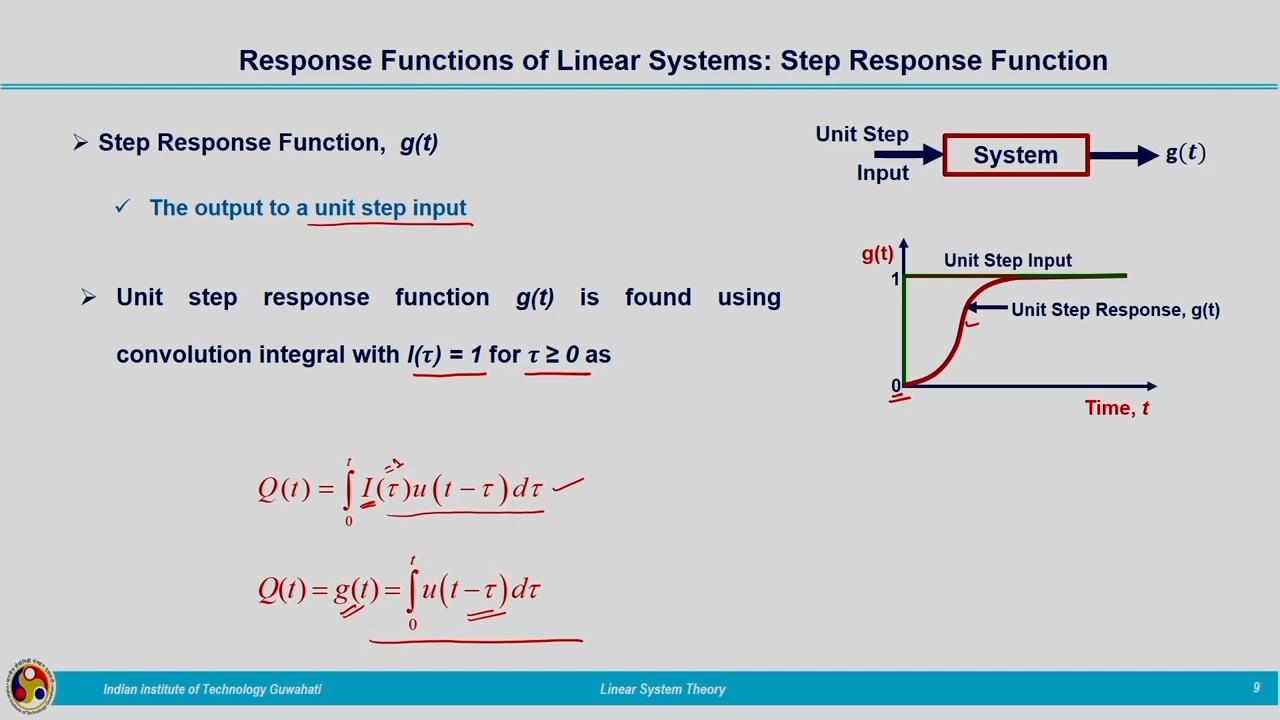 Response Functions of Linear Systems: Step Response Function
➢ Step Response Function, g(t)
✓ The output to a unit step input
➢ Unit step response function g(t) is found using
convolution integral with I(τ) = 1 for τ ≥ 0 as
=1
Q(t) = ∫₀ᵗ I(τ)u(t − τ)dτ
Q(t) = g(t) = ∫₀ᵗ u(t − τ)dτ
Unit Step
Input
System
g(t)
g(t)
Unit Step Input
1
Unit Step Response, g(t)
0
Time, t
Indian institute of Technology Guwahati
Linear System Theory
9